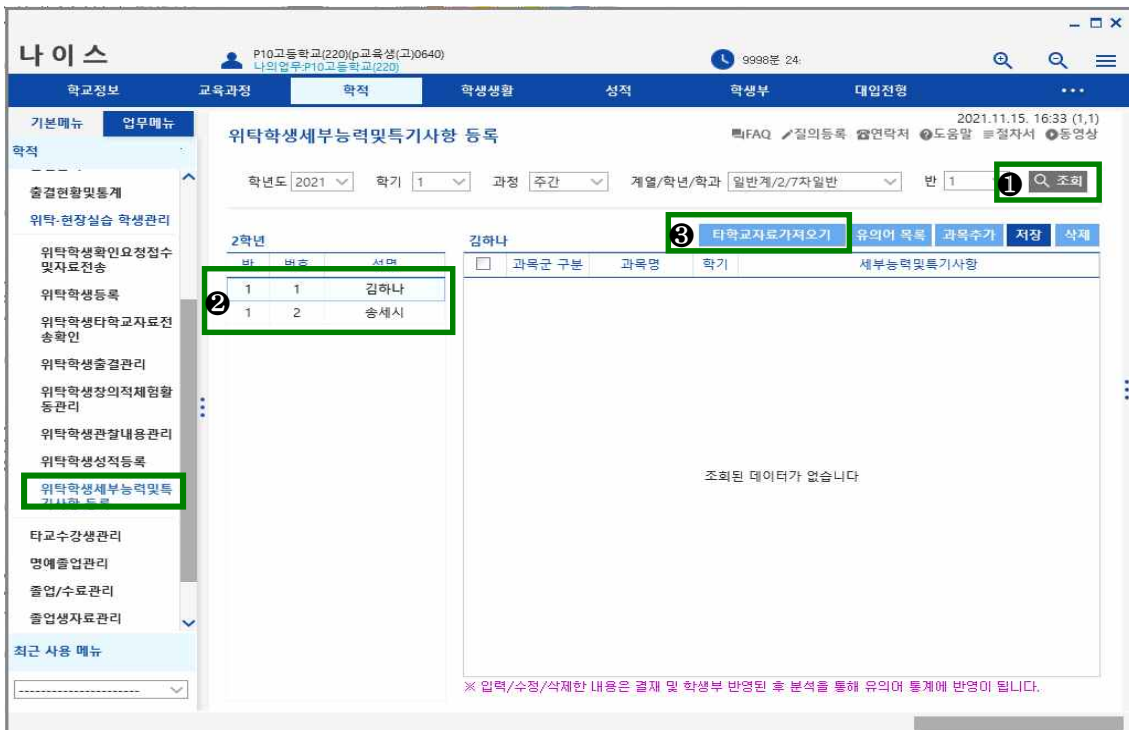 나이스
P10고등학교(220)(p교육생(고)0640)
나의업무:P10고등학교(220)
9998분 24
학교정보 교육과정 학적 학생생활 성적 학생부 대입전형 •••
기본메뉴 업무메뉴
학적
출결현황및통계
위탁·현장실습 학생관리
위탁학생확인요청접수
및자료전송
위탁학생등록
위탁학생타학교자료전
송확인
위탁학생출결관리
위탁학생창의적체험활
동관리
위탁학생관찰내용관리
위탁학생성적등록
위탁학생세부능력및특
기사항 등록
타교수강생관리
명예졸업관리
졸업/수료관리
졸업생자료관리
최근 사용 메뉴
----------------------
2021.11.15. 16:33 (1,1)
위탁학생세부능력및특기사항 등록
FAQ 질의등록 연락처 도움말 절차서 동영상
학년도 2021 학기 1 과정 주간 계열/학년/학과 일반계/2/7차일반 반 1 ❶ 조회
2학년
반 번호 성명
❷
1 1 김하나
1 2 송세시
김하나 ❸ 타학교자료가져오기 유의어 목록 과목추가 저장 삭제
과목군 구분 과목명 학기 세부능력및특기사항
조회된 데이터가 없습니다
※ 입력/수정/삭제한 내용은 결재 및 학생부 반영된 후 분석을 통해 유의어 통계에 반영이 됩니다.